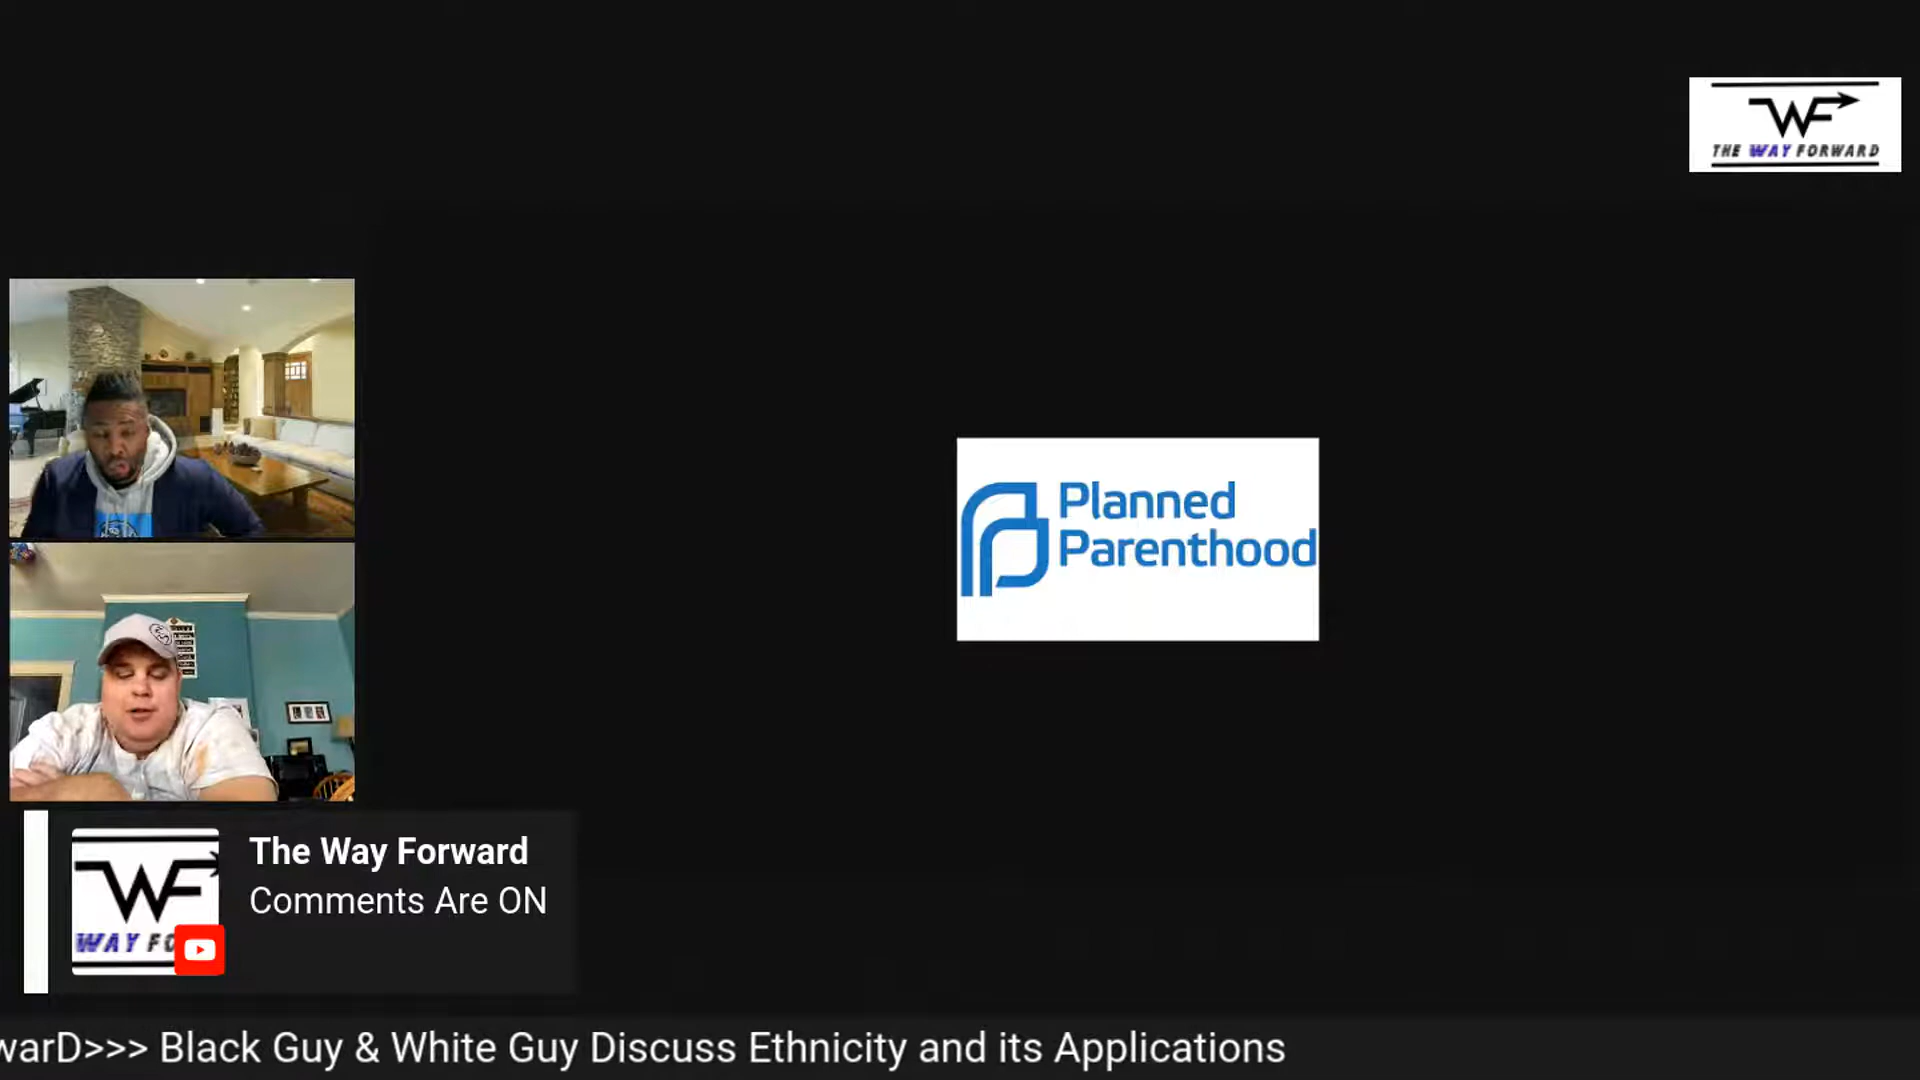 WF
THE WAY FORWARD
Planned
Parenthood
The Way Forward
Comments Are ON
WF
WAY FO
warD>>> Black Guy & White Guy Discuss Ethnicity and its Applications